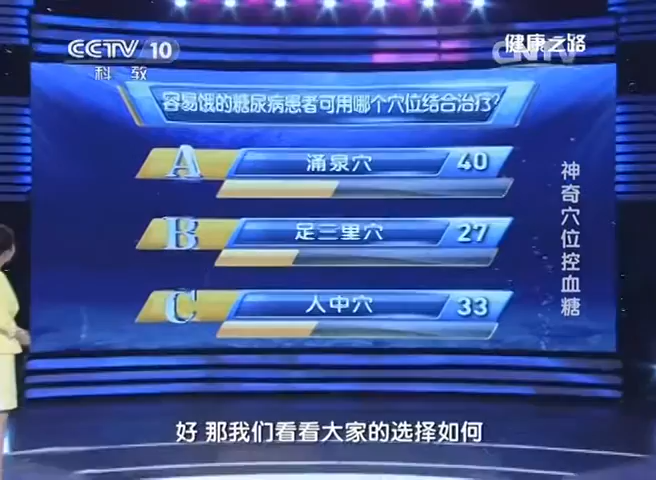 CCTV 10
科 教
健康之路
CNTV
容易饿的糖尿病患者可用哪个穴位结合治疗?
A 涌泉穴 40
B 足三里穴 27
C 人中穴 33
神奇穴位控血糖
好 那我们看看大家的选择如何